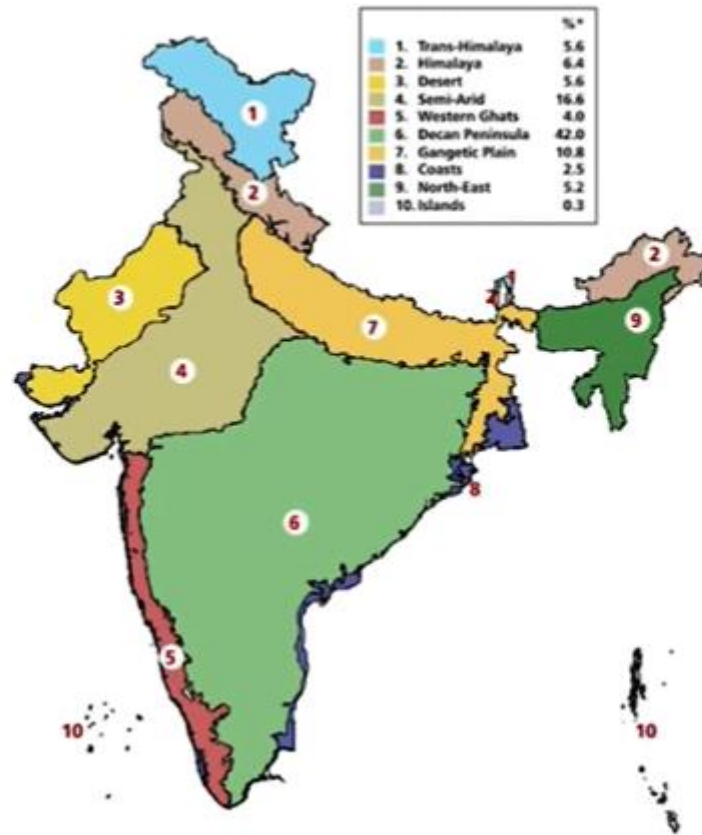 %*
1. Trans-Himalaya 5.6
2. Himalaya 6.4
3. Desert 5.6
4. Semi-Arid 16.6
5. Western Ghats 4.0
6. Decan Peninsula 42.0
7. Gangetic Plain 10.8
8. Coasts 2.5
9. North-East 5.2
10. Islands 0.3
1
2
2
1
2
3
9
7
4
8
6
5
10
10